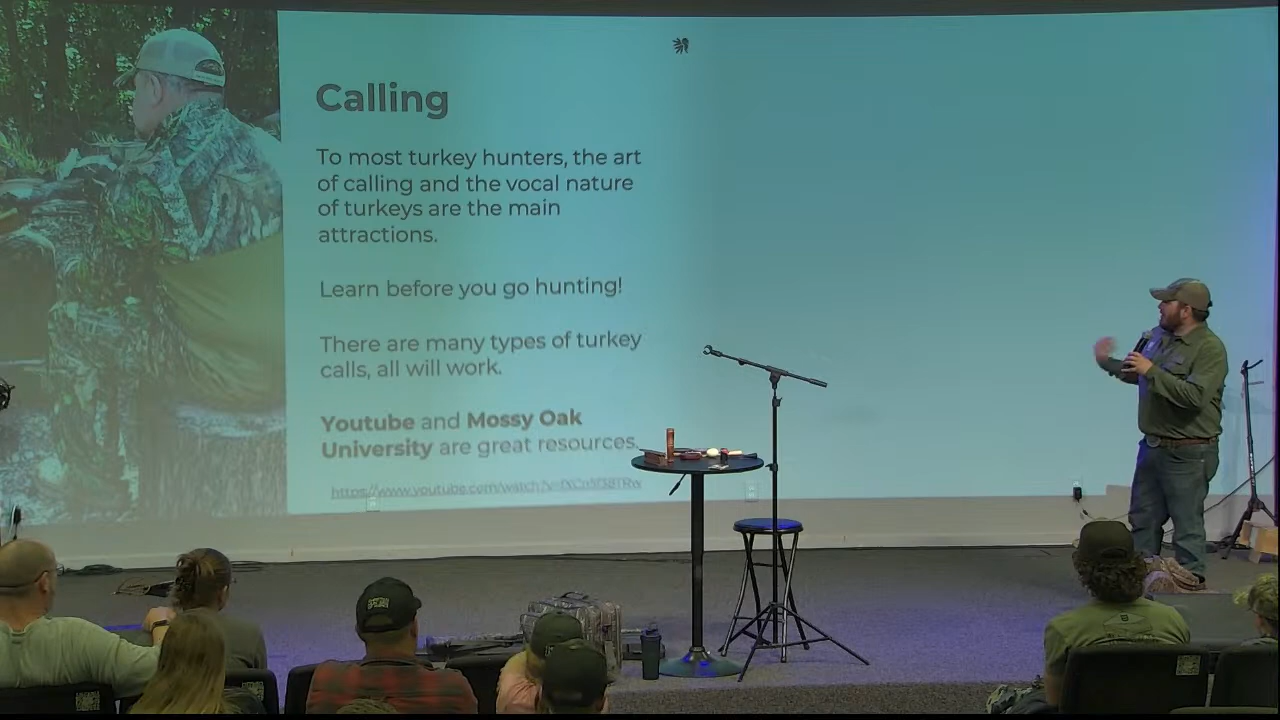 Calling
To most turkey hunters, the art
of calling and the vocal nature
of turkeys are the main
attractions.
Learn before you go hunting!
There are many types of turkey
calls, all will work.
Youtube and Mossy Oak
University are great resources.